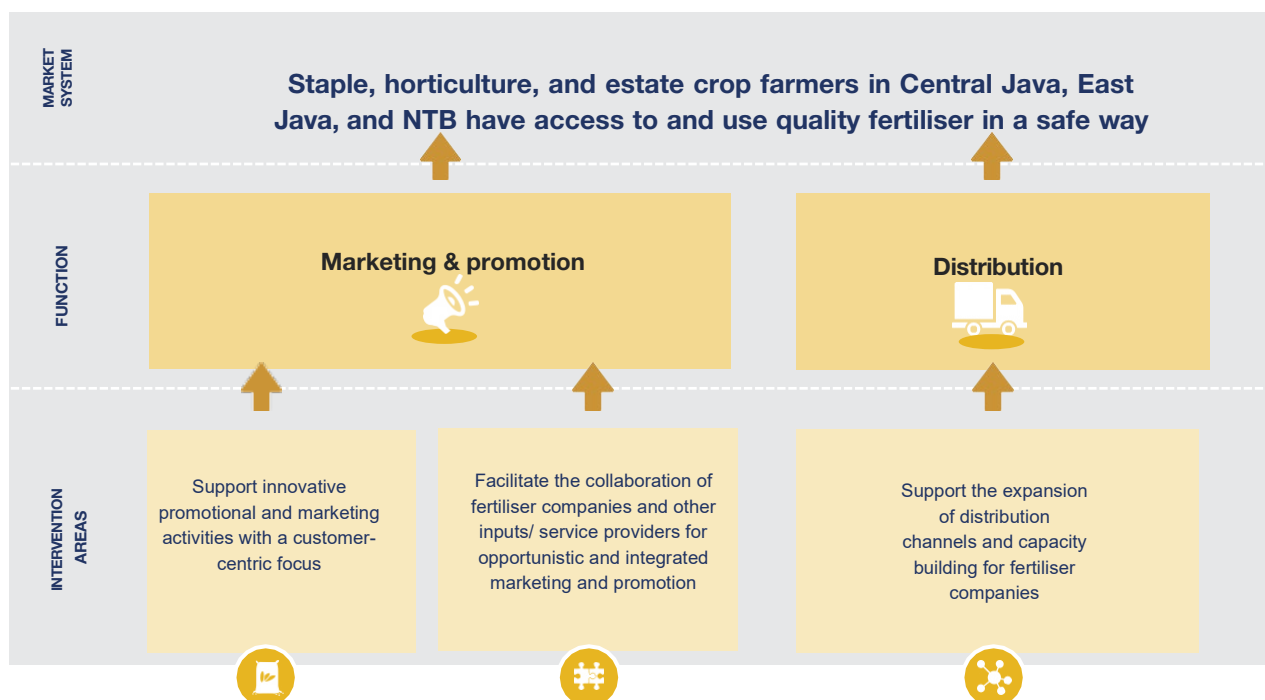 MARKET
SYSTEM
Staple, horticulture, and estate crop farmers in Central Java, East
Java, and NTB have access to and use quality fertiliser in a safe way
FUNCTION
Marketing & promotion
Distribution
INTERVENTION
AREAS
Support innovative
promotional and marketing
activities with a customer-
centric focus
Facilitate the collaboration of
fertiliser companies and other
inputs/ service providers for
opportunistic and integrated
marketing and promotion
Support the expansion
of distribution
channels and capacity
building for fertiliser
companies